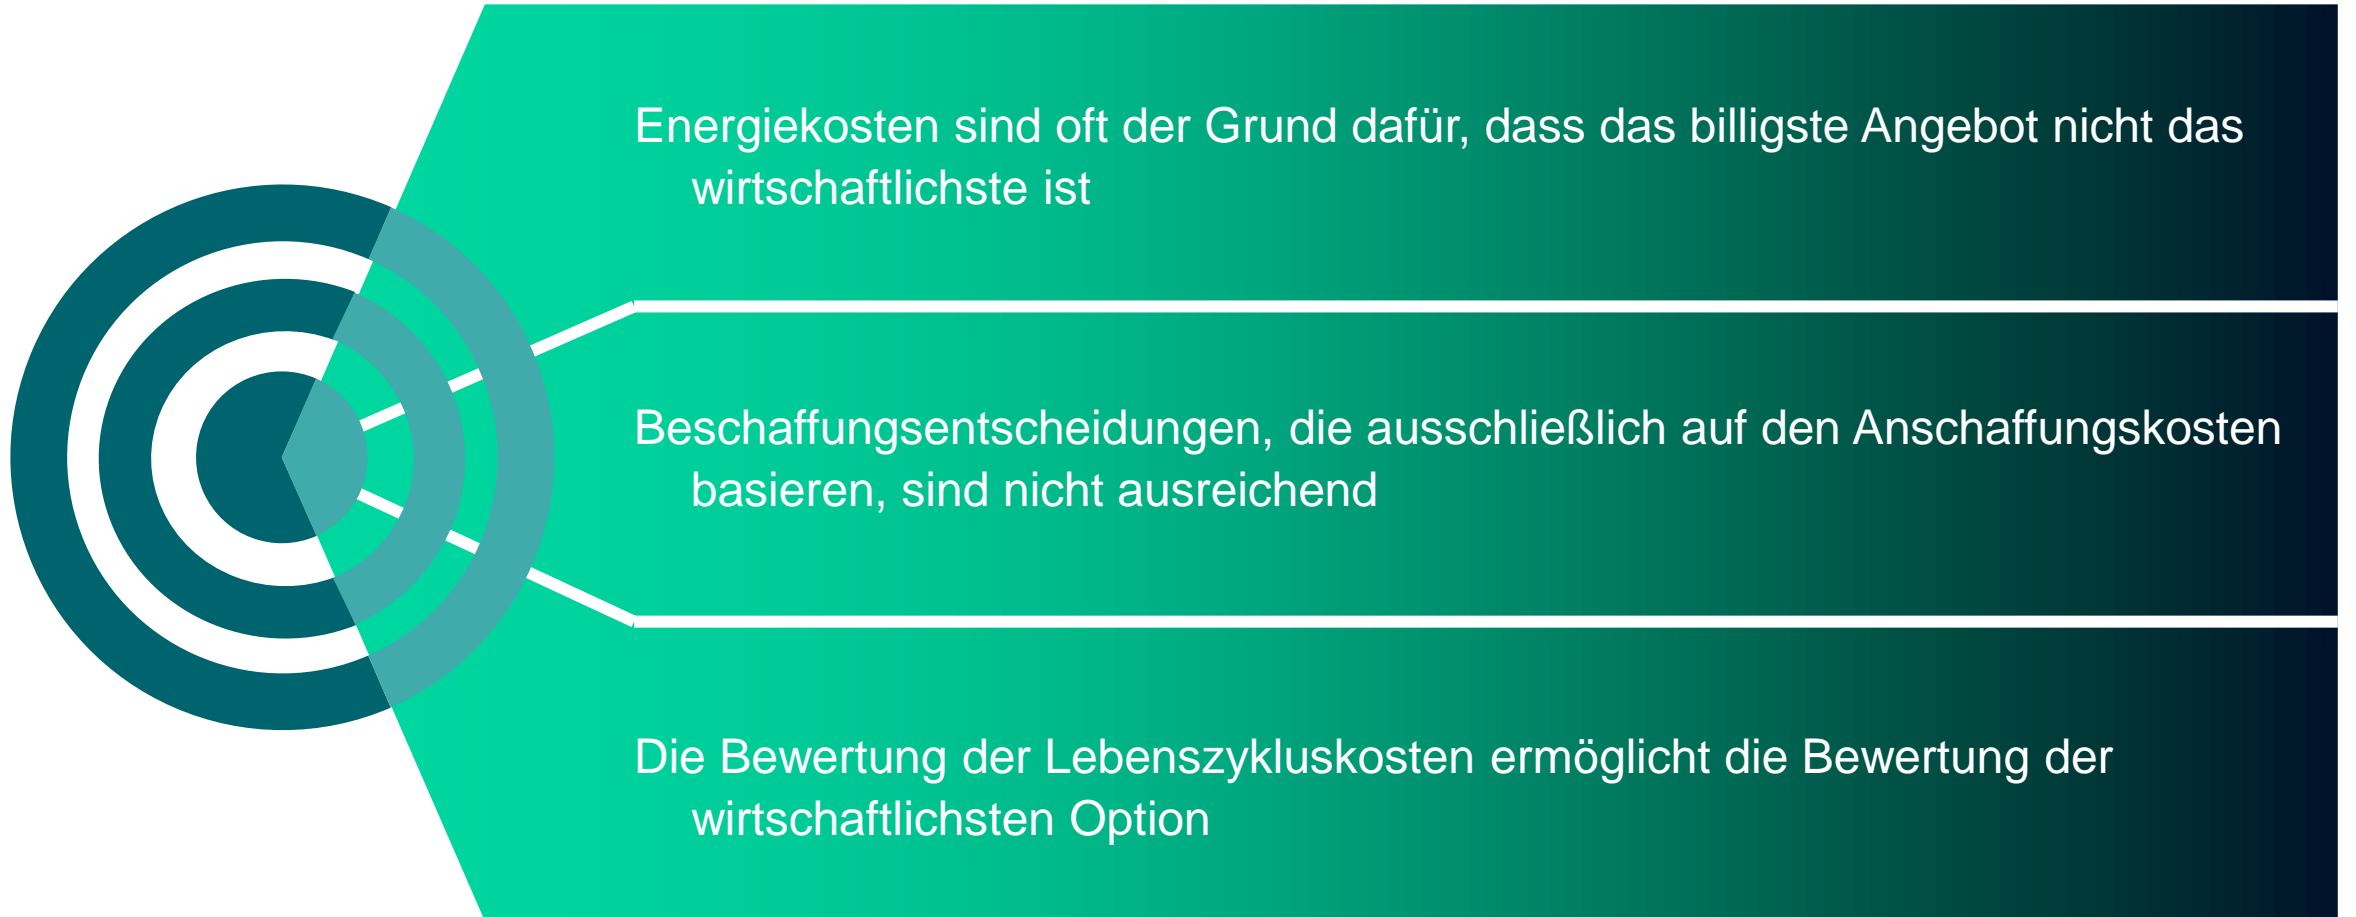 Energiekosten sind oft der Grund dafür, dass das billigste Angebot nicht das
wirtschaftlichste ist
Beschaffungsentscheidungen, die ausschließlich auf den Anschaffungskosten
basieren, sind nicht ausreichend
Die Bewertung der Lebenszykluskosten ermöglicht die Bewertung der
wirtschaftlichsten Option